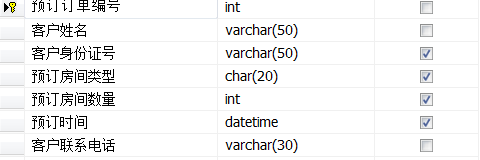 预订订单编号 int
客户姓名 varchar(50)
客户身份证号 varchar(50)
预订房间类型 char(20)
预订房间数量 int
预订时间 datetime
客户联系电话 varchar(30)